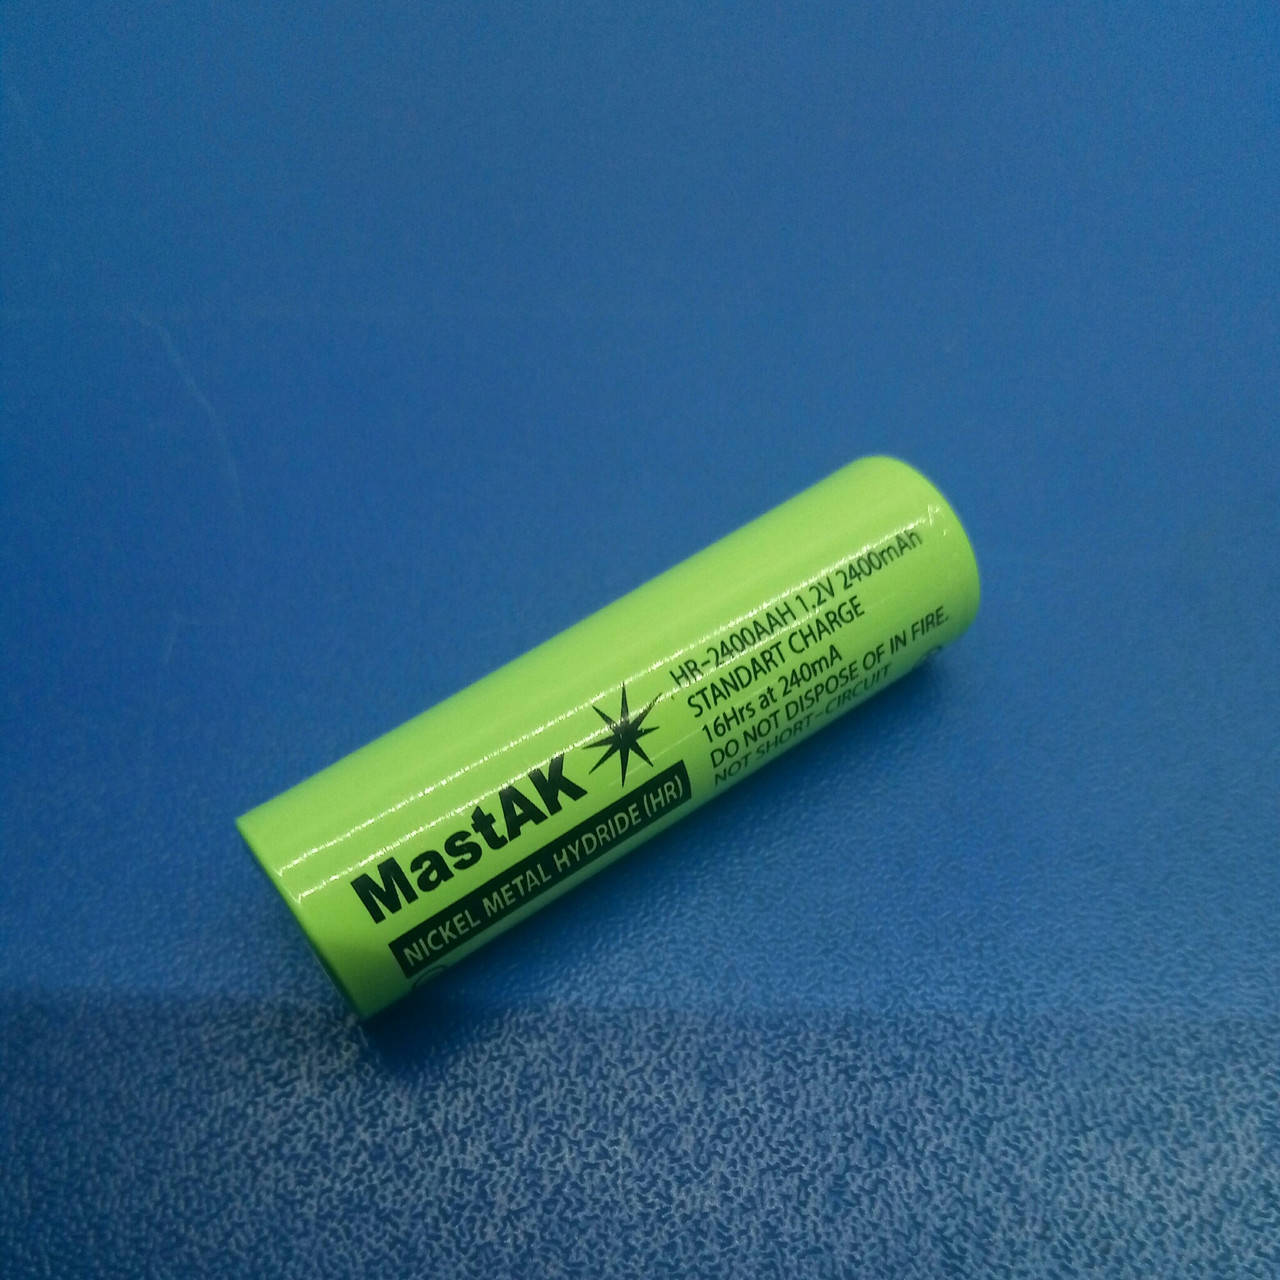 MastAK
NICKEL METAL HYDRIDE (HR)
HR-2400AAH 1.2V 2400mAh
STANDART CHARGE
16Hrs at 240mA
DO NOT DISPOSE OF IN FIRE.
NOT SHORT-CIRCUIT